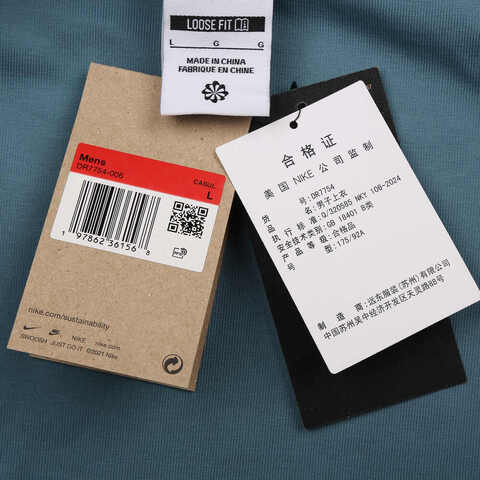 LOOSE FIT
L G G
MADE IN CHINA
FABRIQUE EN CHINE
Mens
DR7754-006
CASUL
L
1 97862 36156 8
nike.com/sustainability
NIKE nike.com
SWOOSH JUST GO IT ©2021 Nike
合格证
美国 NIKE 公司监制
号:DR7754
货
品 名:男子上衣
执行标准:Q/320585 NKY 106-2024
安全技术类别:GB 18401 B类
产品等级:合格品
号 型:175/92A
制造商:远东服装(苏州)有限公司
中国苏州吴中经济开发区天灵路88号